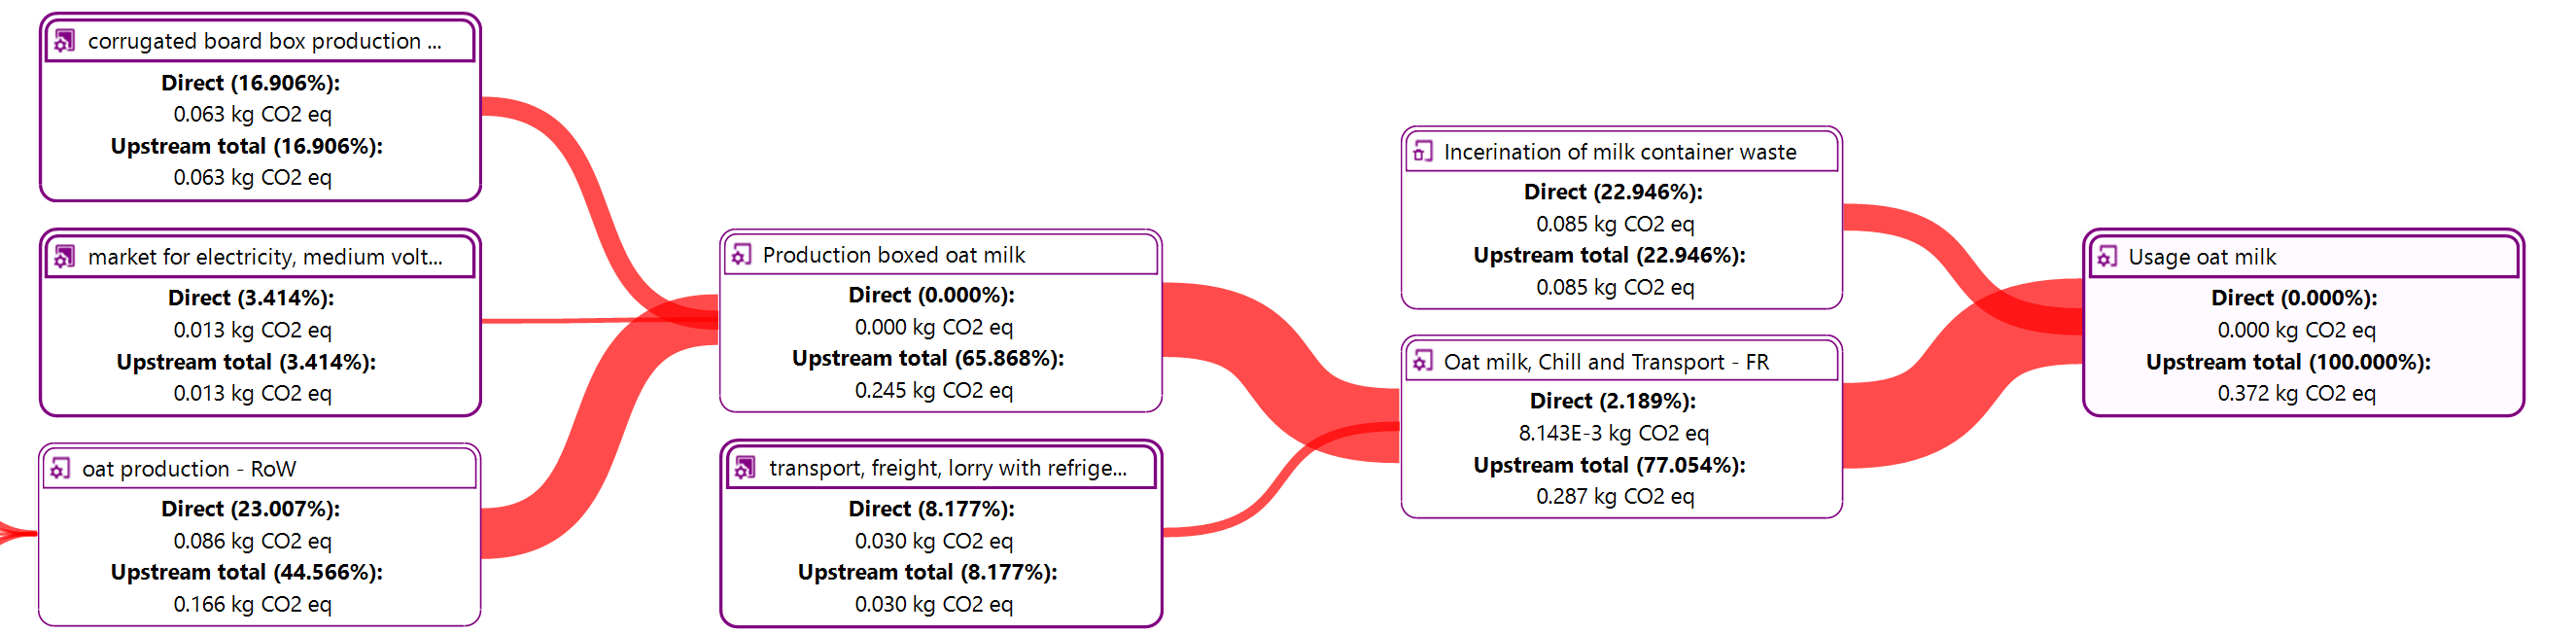 corrugated board box production ...
Direct (16.906%):
0.063 kg CO2 eq
Upstream total (16.906%):
0.063 kg CO2 eq
market for electricity, medium volt...
Direct (3.414%):
0.013 kg CO2 eq
Upstream total (3.414%):
0.013 kg CO2 eq
oat production - RoW
Direct (23.007%):
0.086 kg CO2 eq
Upstream total (44.566%):
0.166 kg CO2 eq
Production boxed oat milk
Direct (0.000%):
0.000 kg CO2 eq
Upstream total (65.868%):
0.245 kg CO2 eq
transport, freight, lorry with refrige...
Direct (8.177%):
0.030 kg CO2 eq
Upstream total (8.177%):
0.030 kg CO2 eq
Incerination of milk container waste
Direct (22.946%):
0.085 kg CO2 eq
Upstream total (22.946%):
0.085 kg CO2 eq
Oat milk, Chill and Transport - FR
Direct (2.189%):
8.143E-3 kg CO2 eq
Upstream total (77.054%):
0.287 kg CO2 eq
Usage oat milk
Direct (0.000%):
0.000 kg CO2 eq
Upstream total (100.000%):
0.372 kg CO2 eq